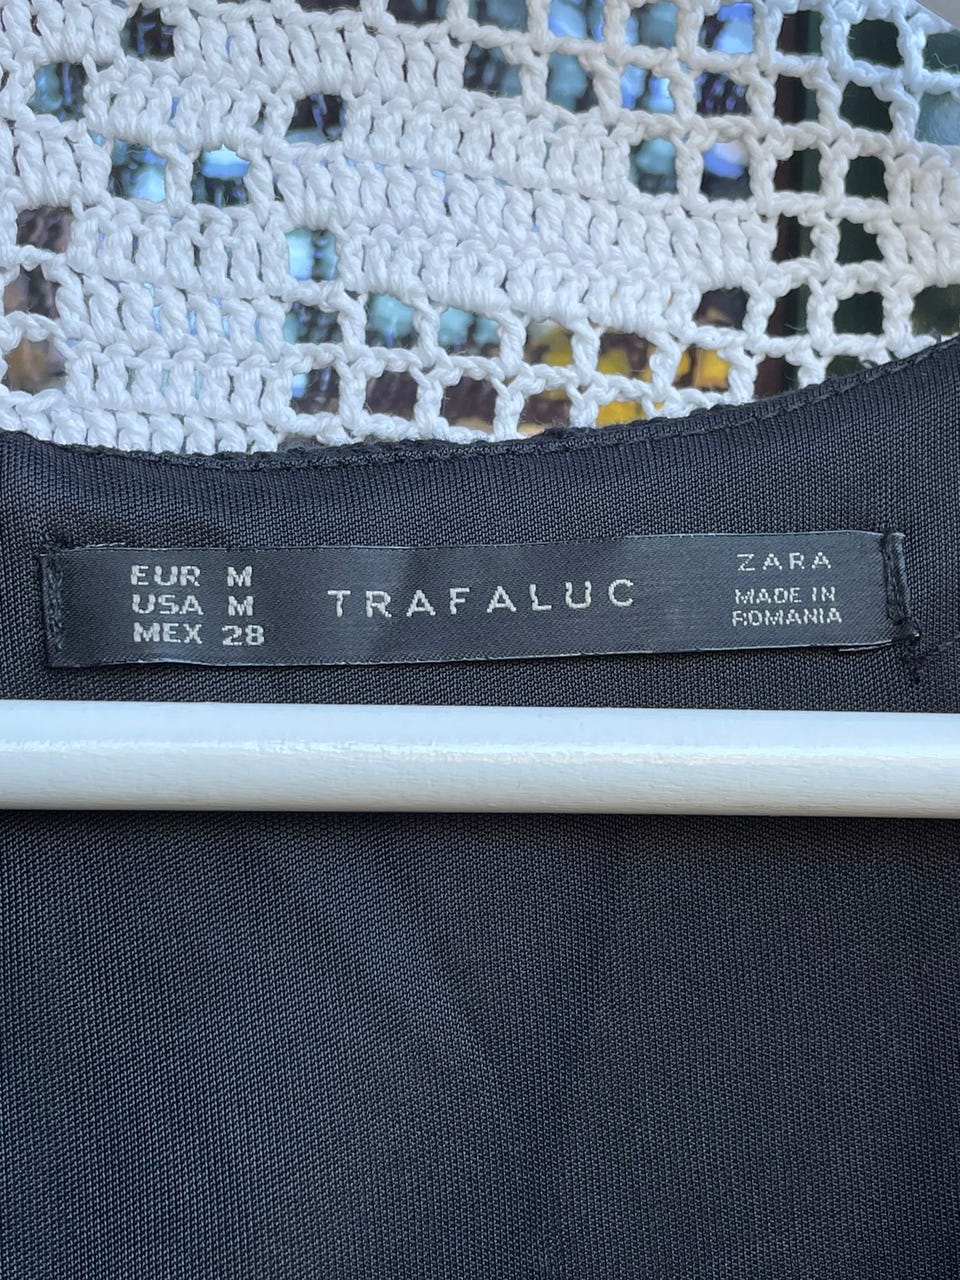 EUR M
USA M
MEX 28
TRAFALUC
ZARA
MADE IN
ROMANIA